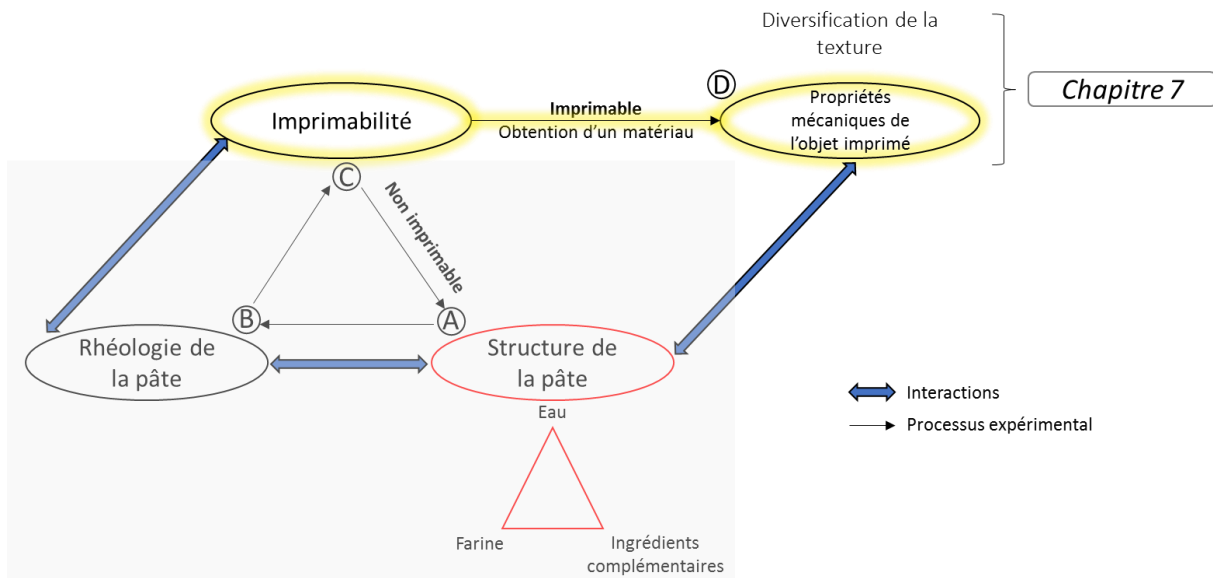 Diversification de la
texture
Chapitre 7
D
Imprimabilité
Imprimable
Obtention d'un matériau
Propriétés
mécaniques de
l'objet imprimé
C
Non imprimable
B
A
Rhéologie de
la pâte
Structure de
la pâte
Interactions
Processus expérimental
Eau
Farine
Ingrédients
complémentaires